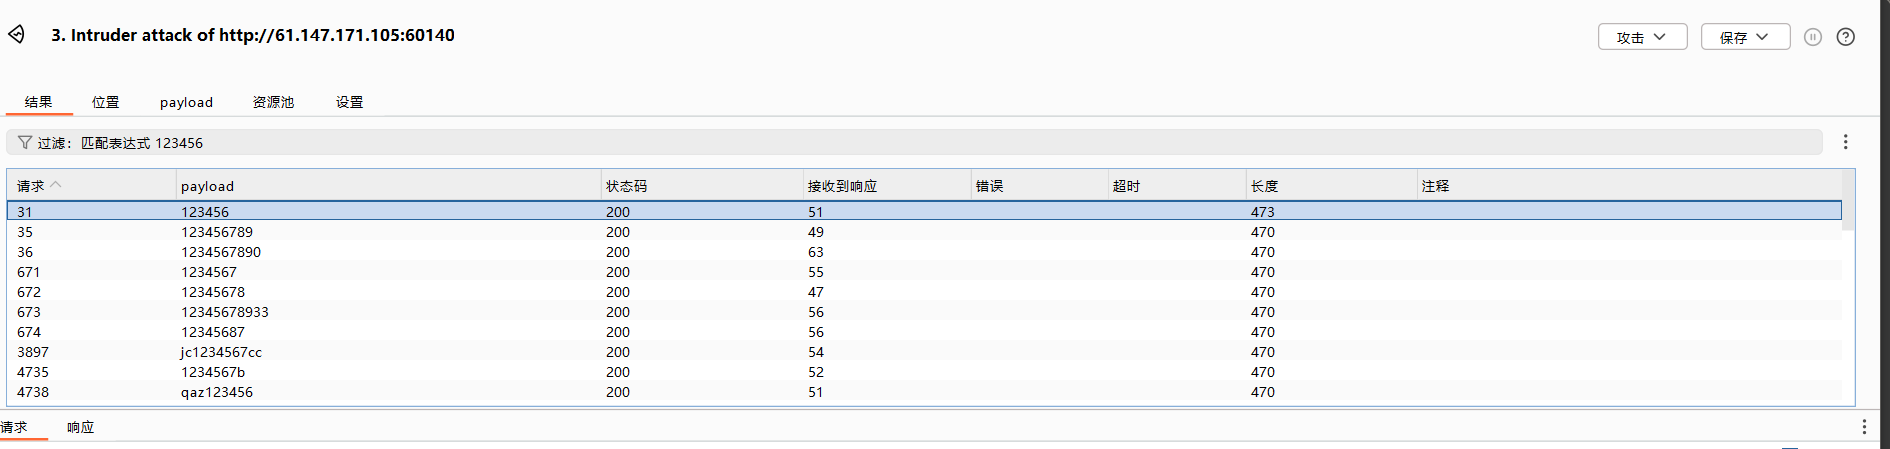 3. Intruder attack of http://61.147.171.105:60140
攻击
保存
结果 位置 payload 资源池 设置
过滤：匹配表达式 123456
请求 payload 状态码 接收到响应 错误 超时 长度 注释
31 123456 200 51 473
35 123456789 200 49 470
36 1234567890 200 63 470
671 1234567 200 55 470
672 12345678 200 47 470
673 12345678933 200 56 470
674 12345687 200 56 470
3897 jc1234567cc 200 54 470
4735 1234567b 200 52 470
4738 qaz123456 200 51 470
请求 响应